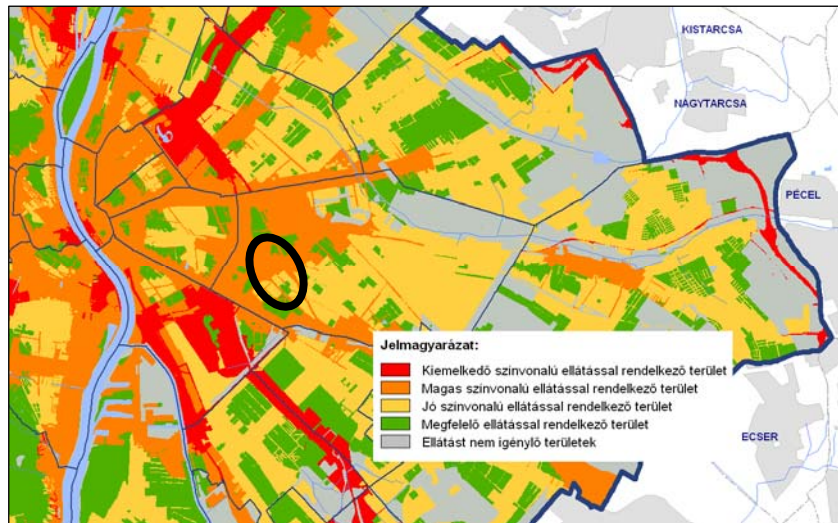 KISTARCSA
NAGYTARCSA
PÉCEL
Jelmagyarázat:
Kiemelkedő szinvonalú ellátással rendelkező terület
Magas szinvonalú ellátással rendelkező terület
Jó szinvonalú ellátással rendelkező terület
Megfelelő ellátással rendelkező terület
Ellátást nem igénylő területek
ECSER